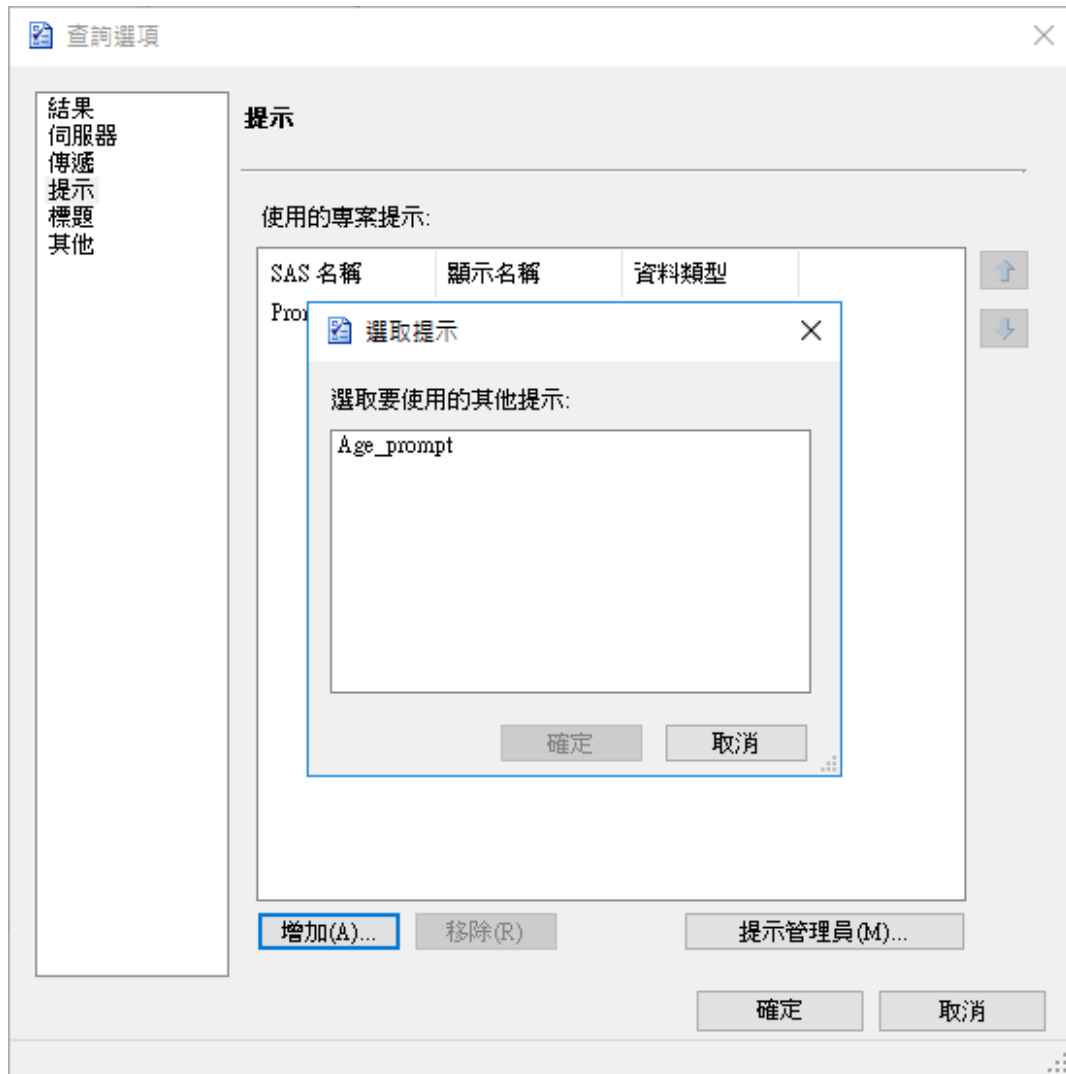 查詢選項
結果
伺服器
傳遞
提示
標題
其他
提示
使用的專案提示:
SAS 名稱 顯示名稱 資料類型
選取提示
選取要使用的其他提示:
Age_prompt
確定 取消
增加(A)... 移除(R) 提示管理員(M)...
確定 取消